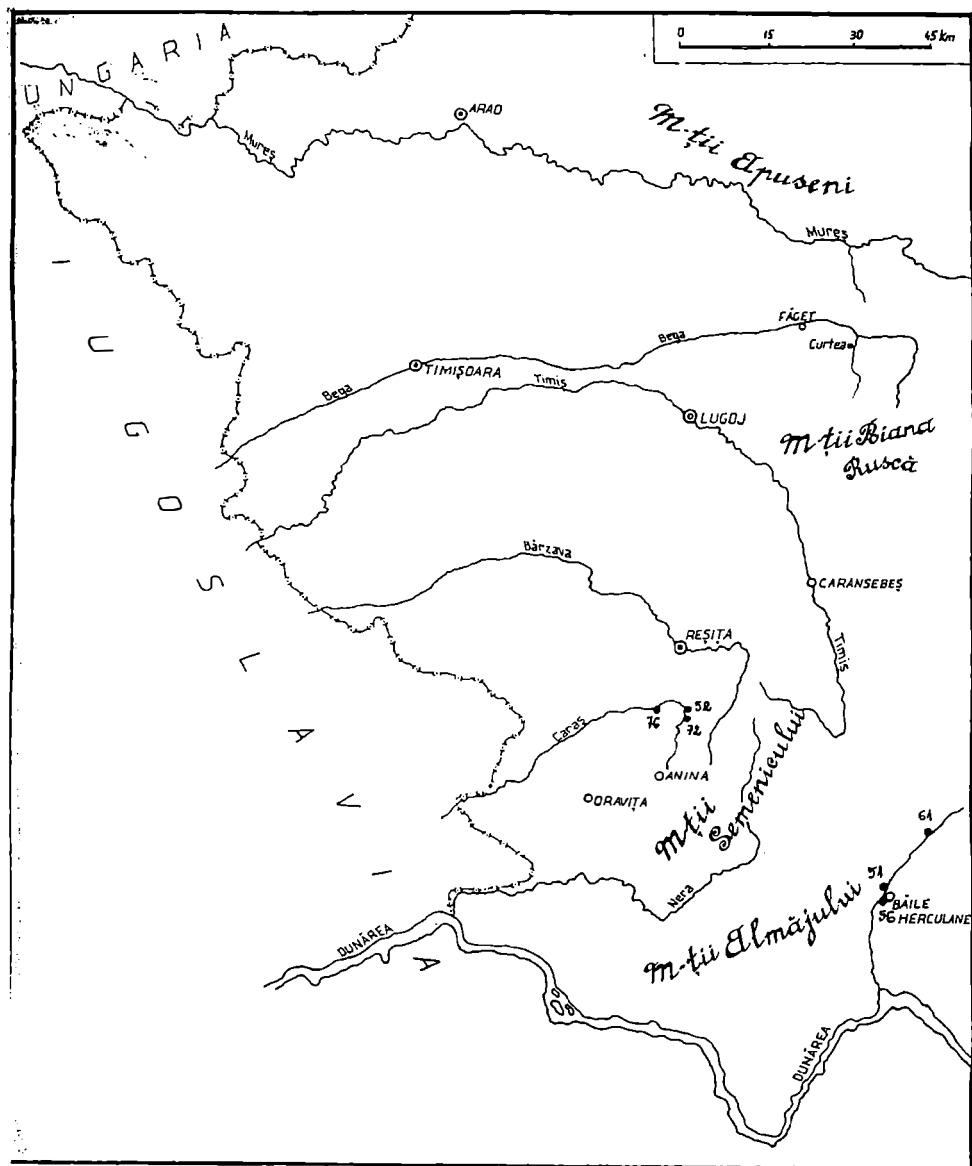 UNGARIA
0 15 30 45 km
ARAD
Mureș
M-ții Apuseni
Mureș
IUGOSLAVIA
FĂGET
Curtea
Bega
TIMIȘOARA
Bega
Timiș
LUGOJ
M-ții Poiana
Ruscă
Bârzava
CARANSEBEȘ
REȘIȚA
Timiș
76
52
72
Caraș
ANINA
ORAVIȚA
M-ții
Semenicului
61
51
Nera
BĂILE
56 HERCULANE
M-ții Almăjului
DUNĂREA
DUNĂREA